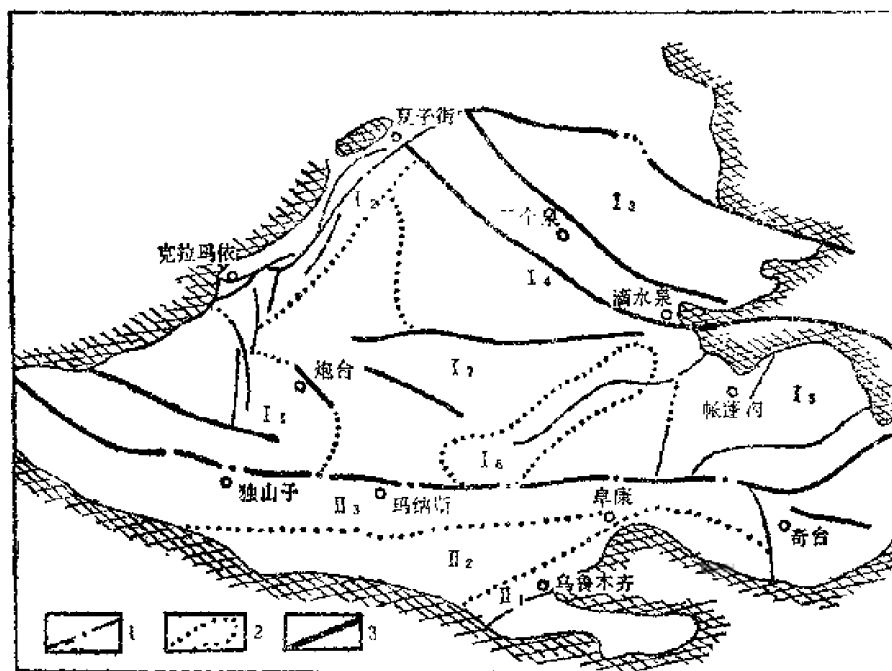 夏子街
I₂
I₃
三个泉
克拉玛依
I₄
滴水泉
炮台
I₇
帐蓬沟
I₅
I₆
独山子
II₃
玛纳斯
阜康
奇台
II₂
II₁
乌鲁木齐
1
2
3